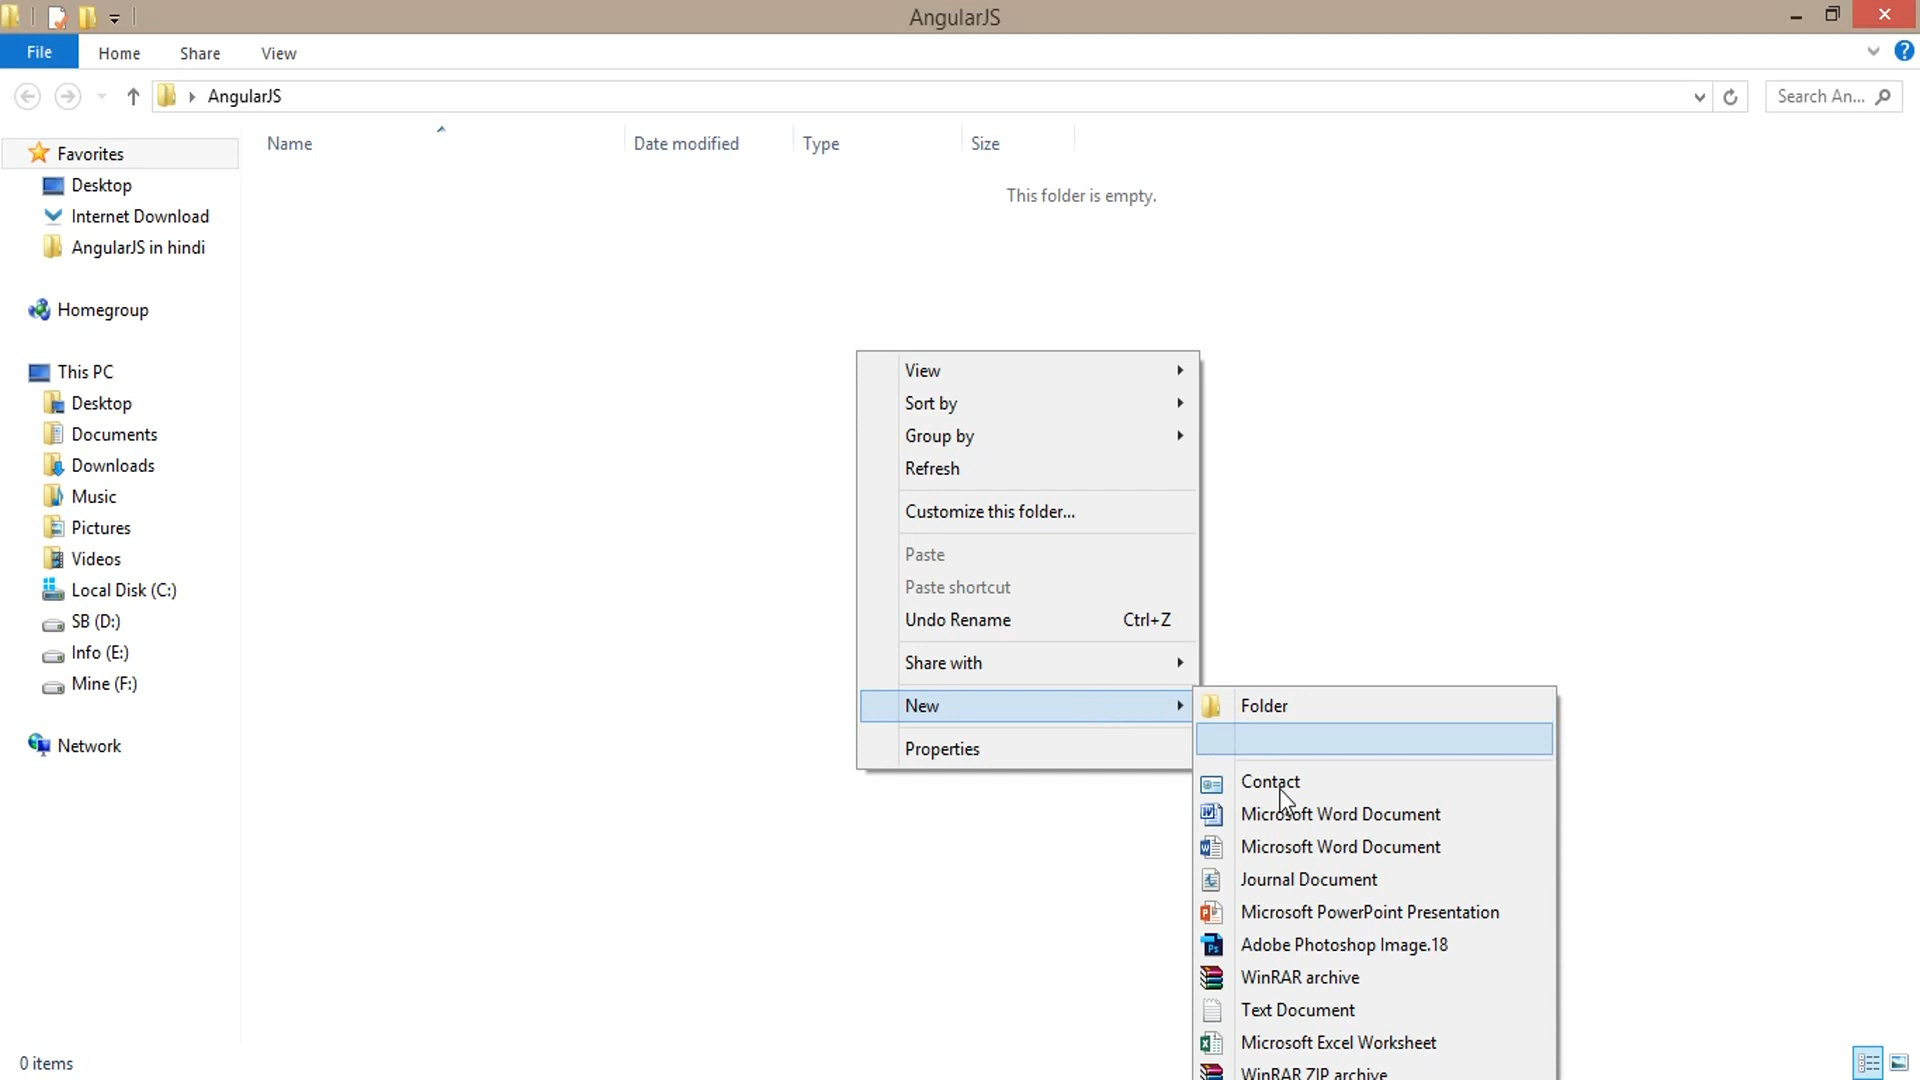 AngularJS
File
Home
Share
View
AngularJS
Search An...
Name
Date modified
Type
Size
This folder is empty.
Favorites
Desktop
Internet Download
AngularJS in hindi
Homegroup
This PC
Desktop
Documents
Downloads
Music
Pictures
Videos
Local Disk (C:)
SB (D:)
Info (E:)
Mine (F:)
Network
View
Sort by
Group by
Refresh
Customize this folder...
Paste
Paste shortcut
Undo Rename Ctrl+Z
Share with
New
Properties
Folder
Contact
Microsoft Word Document
Microsoft Word Document
Journal Document
Microsoft PowerPoint Presentation
Adobe Photoshop Image.18
WinRAR archive
Text Document
Microsoft Excel Worksheet
WinRAR ZIP archive
0 items